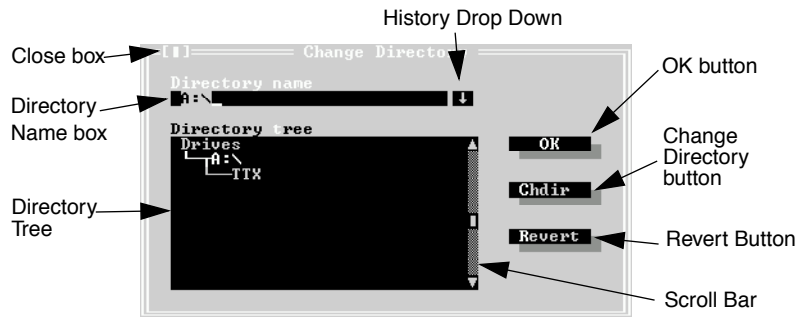 History Drop Down
Close box
[▮] Change Directory
OK button
Directory name
Directory
Name box
A:\
↓
Directory tree
Drives
A:\
TTX
OK
Change
Directory
button
Chdir
Directory
Tree
Revert
Revert Button
Scroll Bar